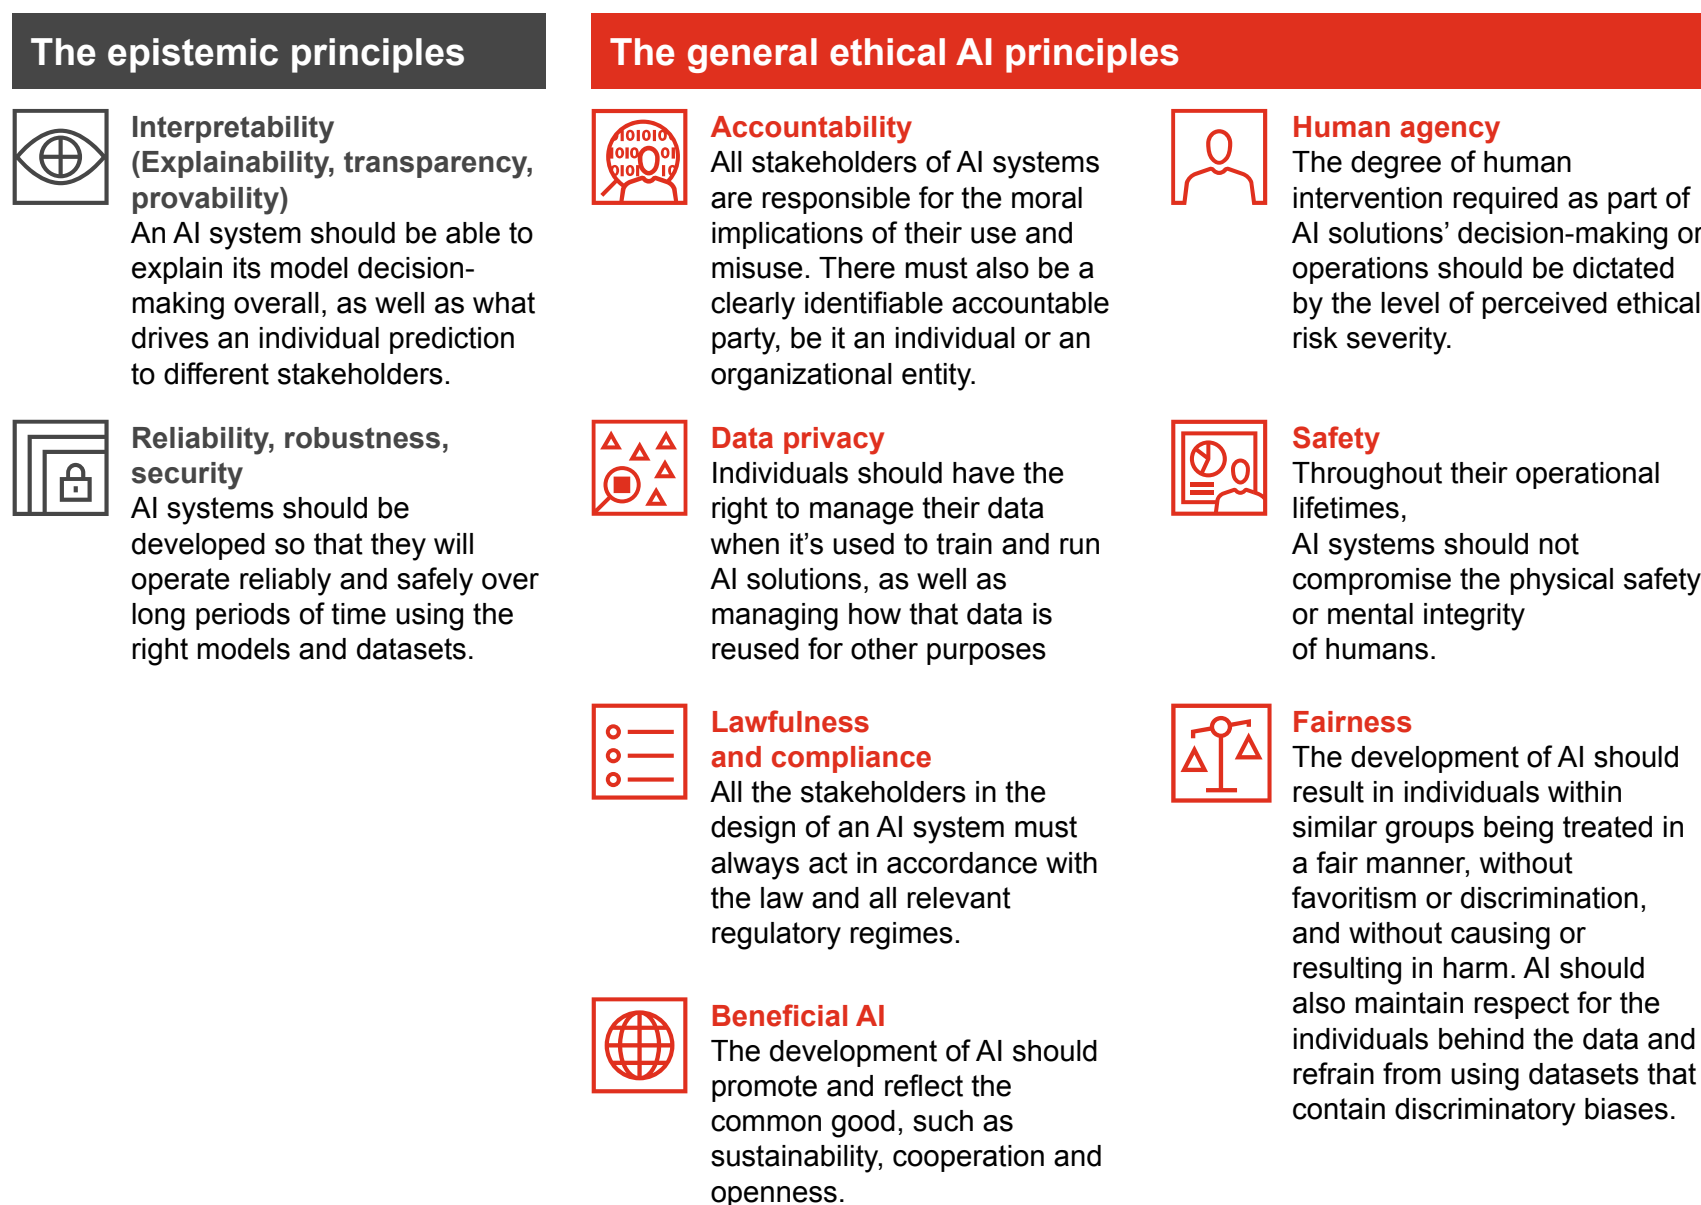 The epistemic principles
Interpretability
(Explainability, transparency,
provability)
An AI system should be able to
explain its model decision-
making overall, as well as what
drives an individual prediction
to different stakeholders.
Reliability, robustness,
security
AI systems should be
developed so that they will
operate reliably and safely over
long periods of time using the
right models and datasets.
The general ethical AI principles
Accountability
All stakeholders of AI systems
are responsible for the moral
implications of their use and
misuse. There must also be a
clearly identifiable accountable
party, be it an individual or an
organizational entity.
Human agency
The degree of human
intervention required as part of
AI solutions’ decision-making or
operations should be dictated
by the level of perceived ethical
risk severity.
Data privacy
Individuals should have the
right to manage their data
when it’s used to train and run
AI solutions, as well as
managing how that data is
reused for other purposes
Safety
Throughout their operational
lifetimes,
AI systems should not
compromise the physical safety
or mental integrity
of humans.
Lawfulness
and compliance
All the stakeholders in the
design of an AI system must
always act in accordance with
the law and all relevant
regulatory regimes.
Fairness
The development of AI should
result in individuals within
similar groups being treated in
a fair manner, without
favoritism or discrimination,
and without causing or
resulting in harm. AI should
also maintain respect for the
individuals behind the data and
refrain from using datasets that
contain discriminatory biases.
Beneficial AI
The development of AI should
promote and reflect the
common good, such as
sustainability, cooperation and
openness.